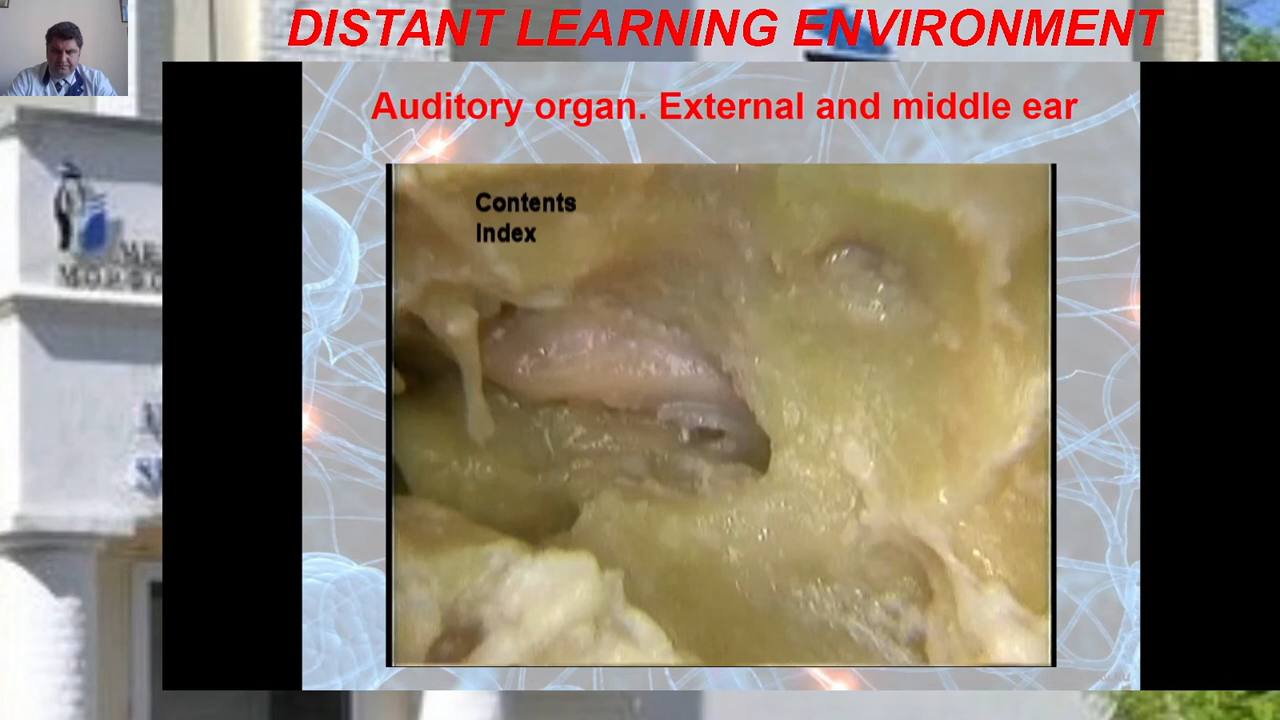 DISTANT LEARNING ENVIRONMENT
Auditory organ. External and middle ear
Contents
Index